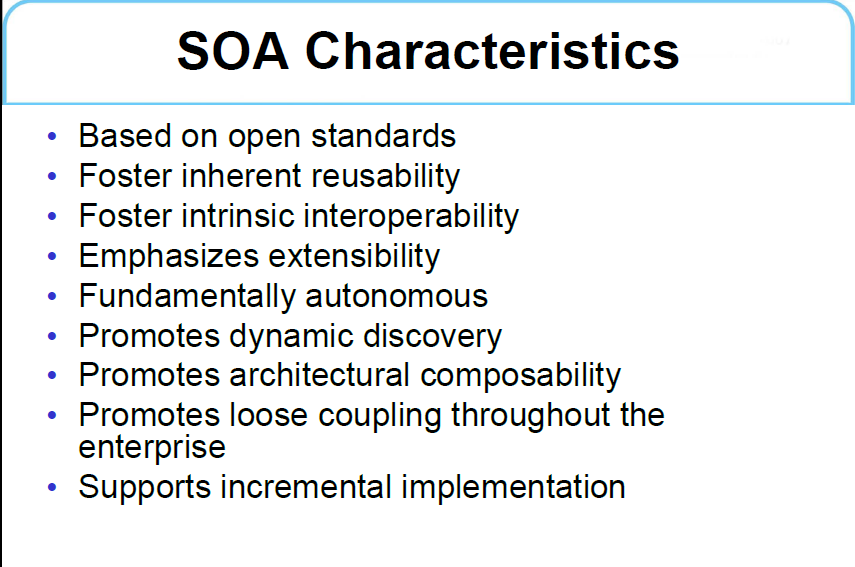 SOA Characteristics
• Based on open standards
• Foster inherent reusability
• Foster intrinsic interoperability
• Emphasizes extensibility
• Fundamentally autonomous
• Promotes dynamic discovery
• Promotes architectural composability
• Promotes loose coupling throughout the
enterprise
• Supports incremental implementation